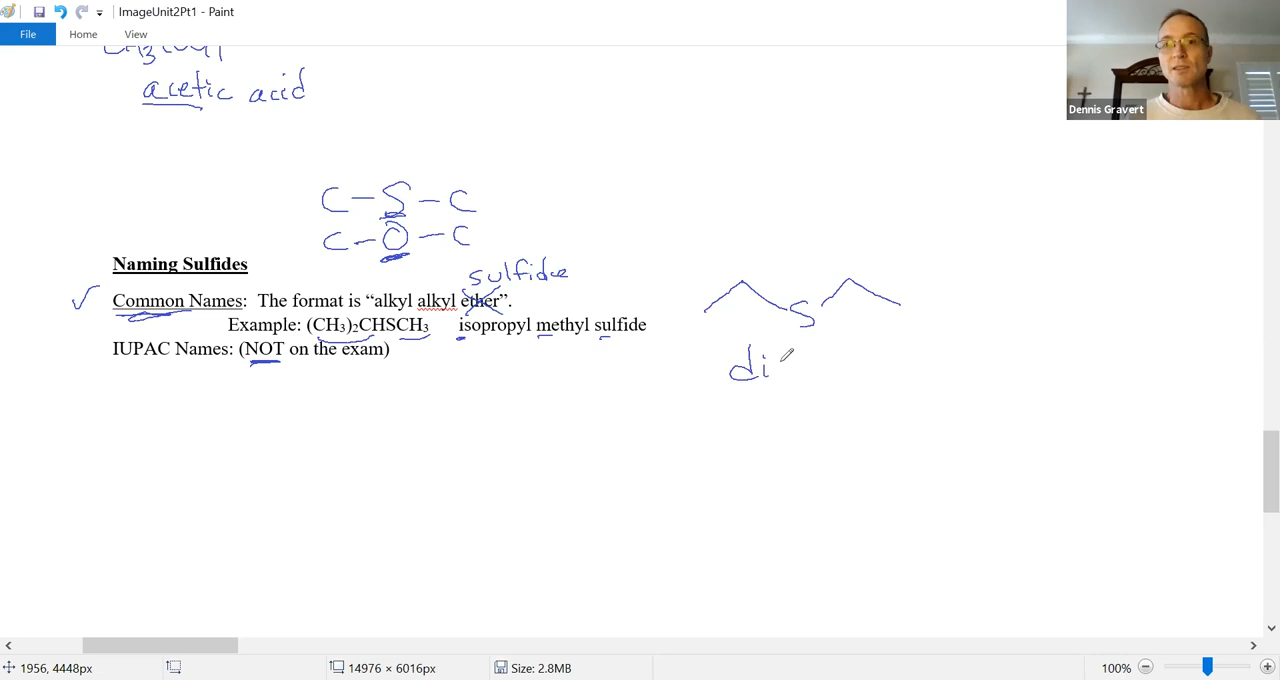 ImageUnit2Pt1 - Paint
File Home View
Dennis Gravert
acetic acid
C - S - C
C - O - C
Naming Sulfides
sulfide
✓ Common Names: The format is “alkyl alkyl ether”.
Example: (CH₃)₂CHSCH₃ isopropyl methyl sulfide
IUPAC Names: (NOT on the exam)
S
di
1956, 4448px
14976 × 6016px
Size: 2.8MB
100%